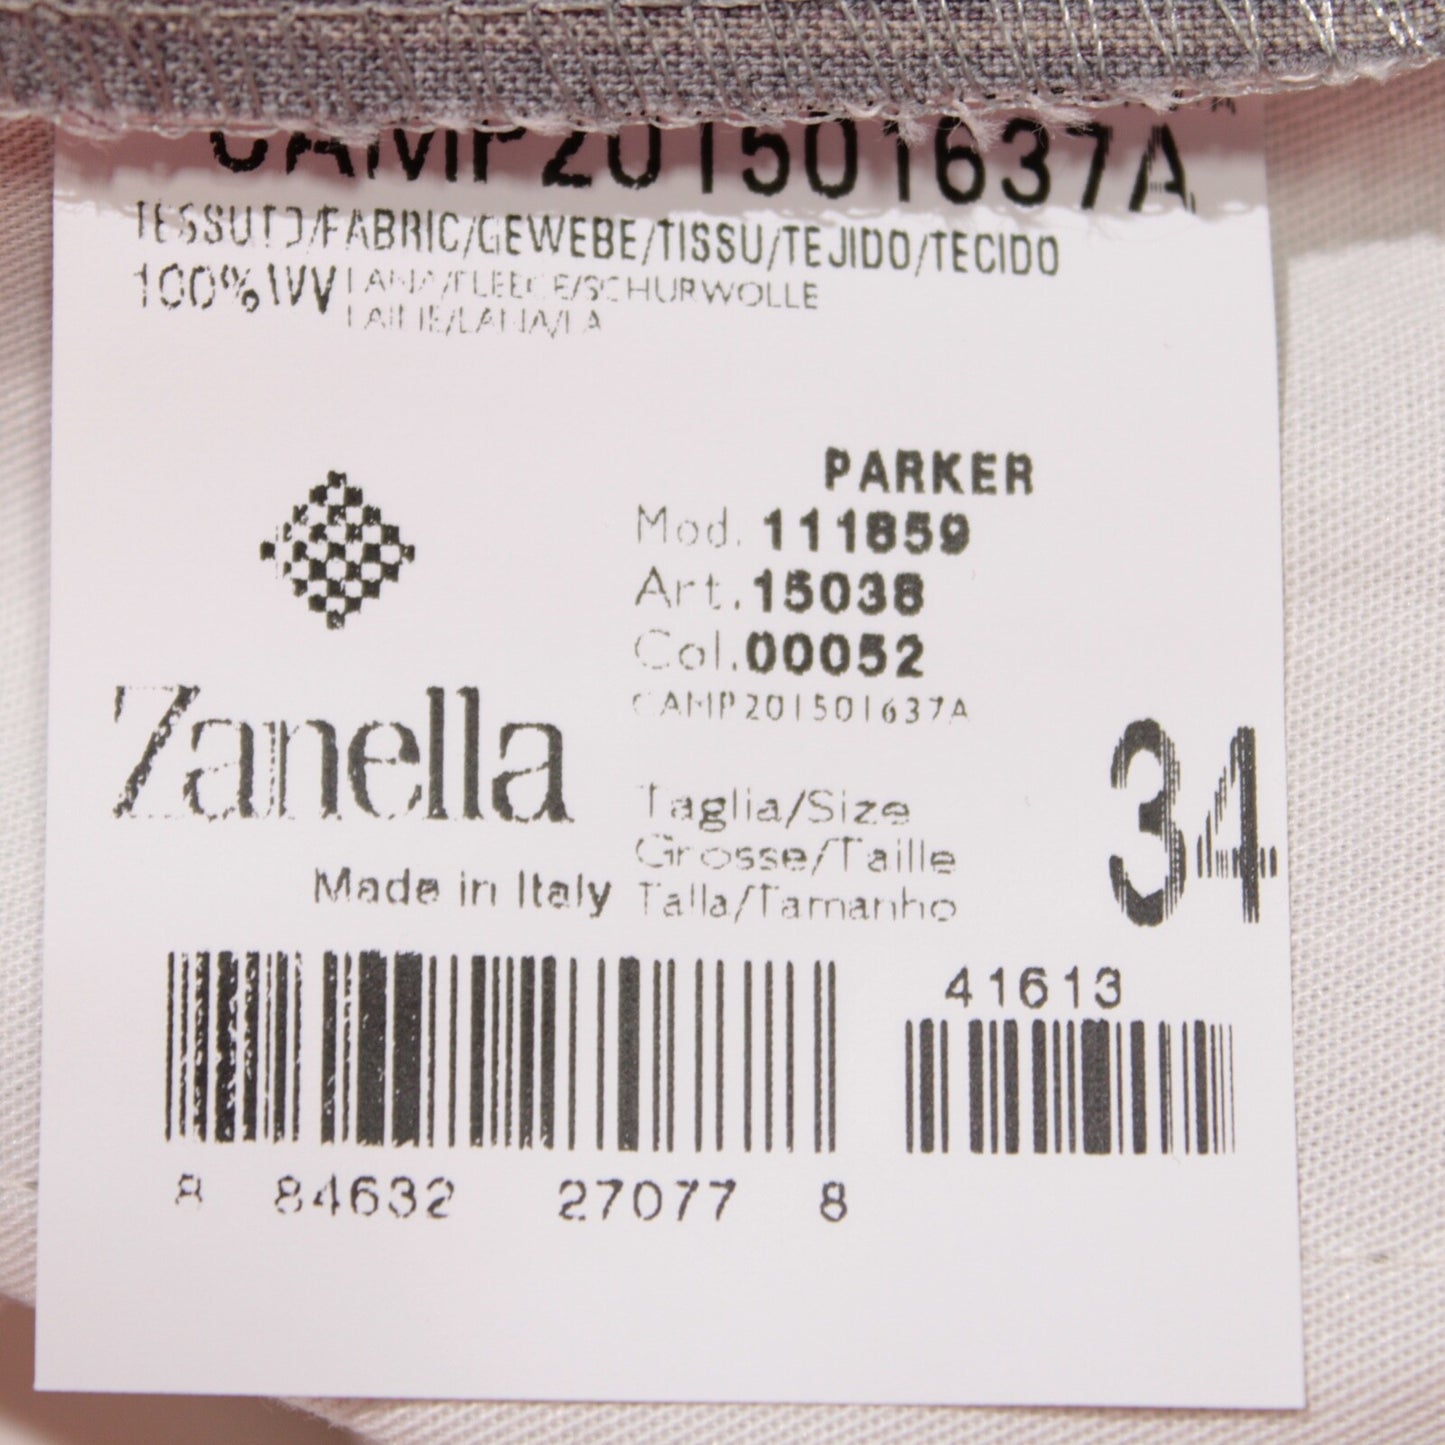 CAMP201501637A
TESSUTO/FABRIC/GEWEBE/TISSU/TEJIDO/TECIDO
100% WV LANA/FLEECE/SCHURWOLLE
LAINE/LANA/LA
PARKER
Mod. 111859
Art. 15038
Col. 00052
CAMP201501637A
Zanella
Made in Italy
Taglia/Size
Grosse/Taille
Talla/Tamanho
34
41613
8 84632 27077 8